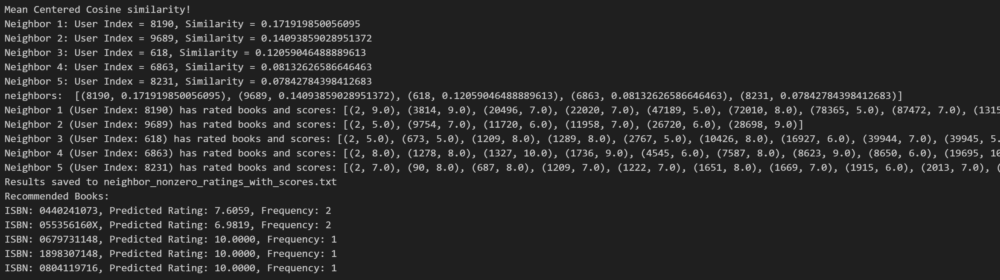 Mean Centered Cosine similarity!
Neighbor 1: User Index = 8190, Similarity = 0.171919850056095
Neighbor 2: User Index = 9689, Similarity = 0.14093859028951372
Neighbor 3: User Index = 618, Similarity = 0.12059046488889613
Neighbor 4: User Index = 6863, Similarity = 0.08132626586646463
Neighbor 5: User Index = 8231, Similarity = 0.07842784398412683
neighbors:  [(8190, 0.171919850056095), (9689, 0.14093859028951372), (618, 0.12059046488889613), (6863, 0.08132626586646463), (8231, 0.07842784398412683)]
Neighbor 1 (User Index: 8190) has rated books and scores: [(2, 9.0), (3814, 9.0), (20496, 7.0), (22020, 7.0), (47189, 5.0), (72010, 8.0), (78365, 5.0), (87472, 7.0), (1315
Neighbor 2 (User Index: 9689) has rated books and scores: [(2, 5.0), (9754, 7.0), (11720, 6.0), (11958, 7.0), (26720, 6.0), (28698, 9.0)]
Neighbor 3 (User Index: 618) has rated books and scores: [(2, 5.0), (673, 5.0), (1209, 8.0), (1289, 8.0), (2767, 5.0), (10426, 8.0), (16927, 6.0), (39944, 7.0), (39945, 5.
Neighbor 4 (User Index: 6863) has rated books and scores: [(2, 8.0), (1278, 8.0), (1327, 10.0), (1736, 9.0), (4545, 6.0), (7587, 8.0), (8623, 9.0), (8650, 6.0), (19695, 10
Neighbor 5 (User Index: 8231) has rated books and scores: [(2, 7.0), (90, 8.0), (687, 8.0), (1209, 7.0), (1222, 7.0), (1651, 8.0), (1669, 7.0), (1915, 6.0), (2013, 7.0), (
Results saved to neighbor_nonzero_ratings_with_scores.txt
Recommended Books:
ISBN: 0440241073, Predicted Rating: 7.6059, Frequency: 2
ISBN: 055356160X, Predicted Rating: 6.9819, Frequency: 2
ISBN: 0679731148, Predicted Rating: 10.0000, Frequency: 1
ISBN: 1898307148, Predicted Rating: 10.0000, Frequency: 1
ISBN: 0804119716, Predicted Rating: 10.0000, Frequency: 1